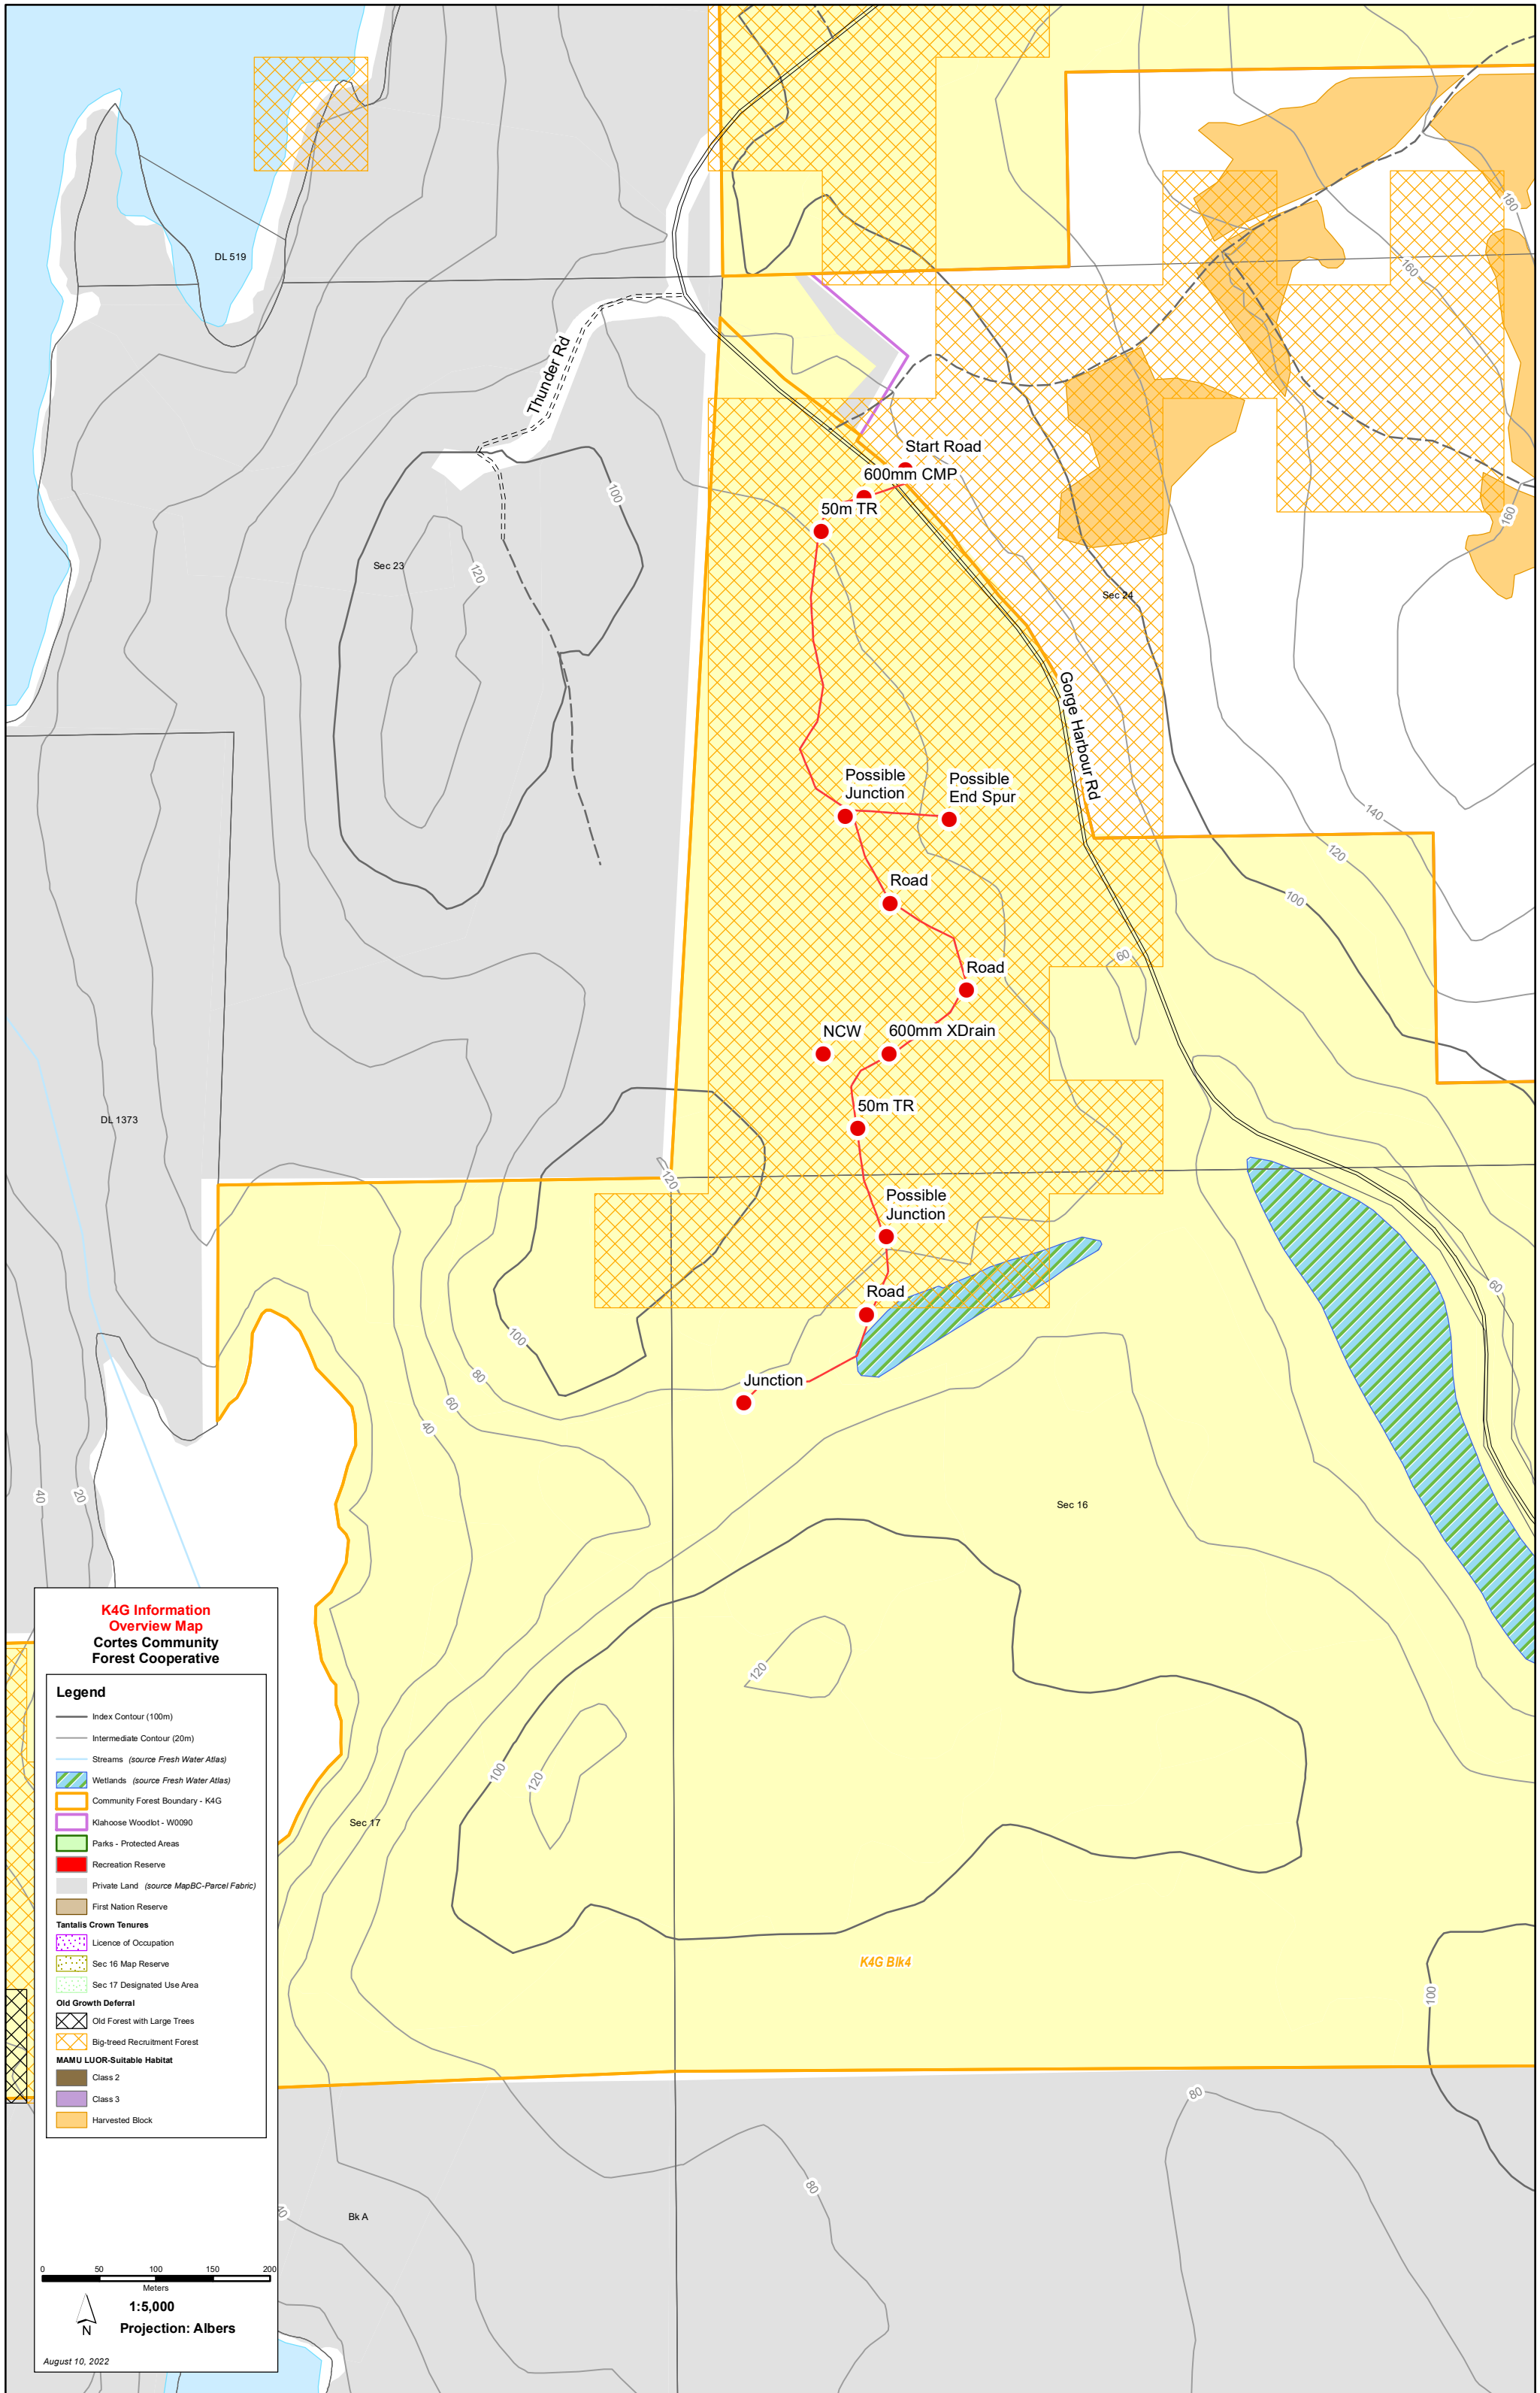 180
DL 519
160
Thunder Rd
Start Road
600mm CMP
100
50m TR
160
Sec 23
120
Sec 24
Gorge Harbour Rd
Possible
Junction
Possible
End Spur
140
120
Road
100
60
Road
NCW
600mm XDrain
DL 1373
50m TR
120
Possible
Junction
60
Road
100
80
Junction
60
40
40
20
Sec 16
120
100
120
Sec 17
K4G Blk4
100
80
80
Bk A
K4G Information
Overview Map
Cortes Community
Forest Cooperative
Legend
Index Contour (100m)
Intermediate Contour (20m)
Streams (source Fresh Water Atlas)
Wetlands (source Fresh Water Atlas)
Community Forest Boundary - K4G
Klahoose Woodlot - W0090
Parks - Protected Areas
Recreation Reserve
Private Land (source MapBC-Parcel Fabric)
First Nation Reserve
Tantalis Crown Tenures
Licence of Occupation
Sec 16 Map Reserve
Sec 17 Designated Use Area
Old Growth Deferral
Old Forest with Large Trees
Big-treed Recruitment Forest
MAMU LUOR-Suitable Habitat
Class 2
Class 3
Harvested Block
0 50 100 150 200
Meters
1:5,000
N
Projection: Albers
August 10, 2022